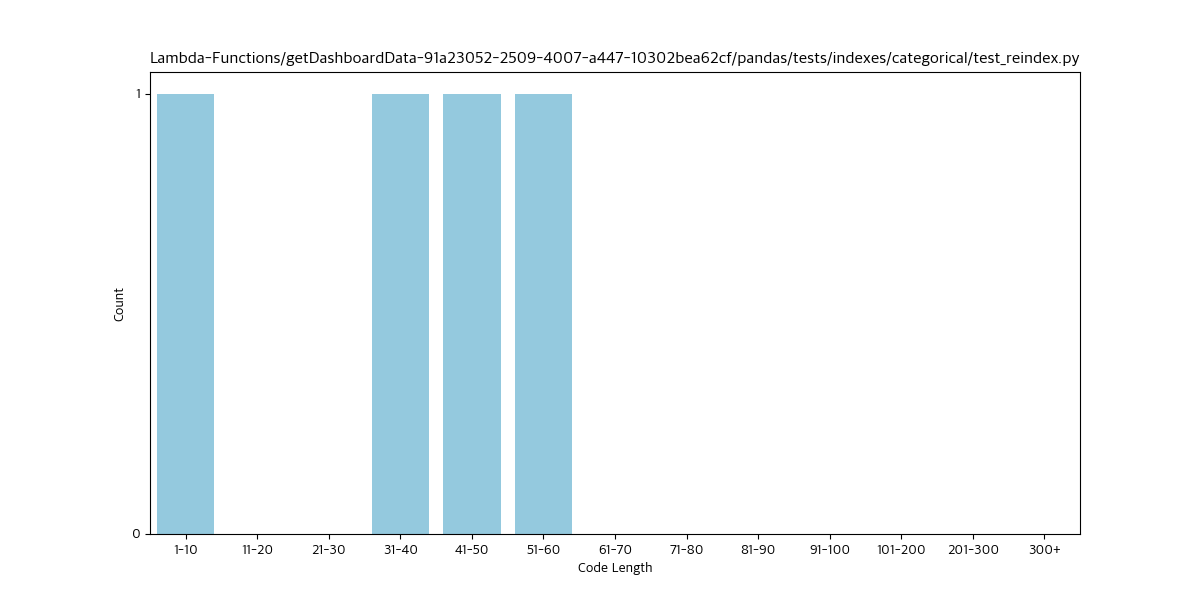 Lambda-Functions/getDashboardData-91a23052-2509-4007-a447-10302bea62cf/pandas/tests/indexes/categorical/test_reindex.py
1
Count
0
1-10 11-20 21-30 31-40 41-50 51-60 61-70 71-80 81-90 91-100 101-200 201-300 300+
Code Length